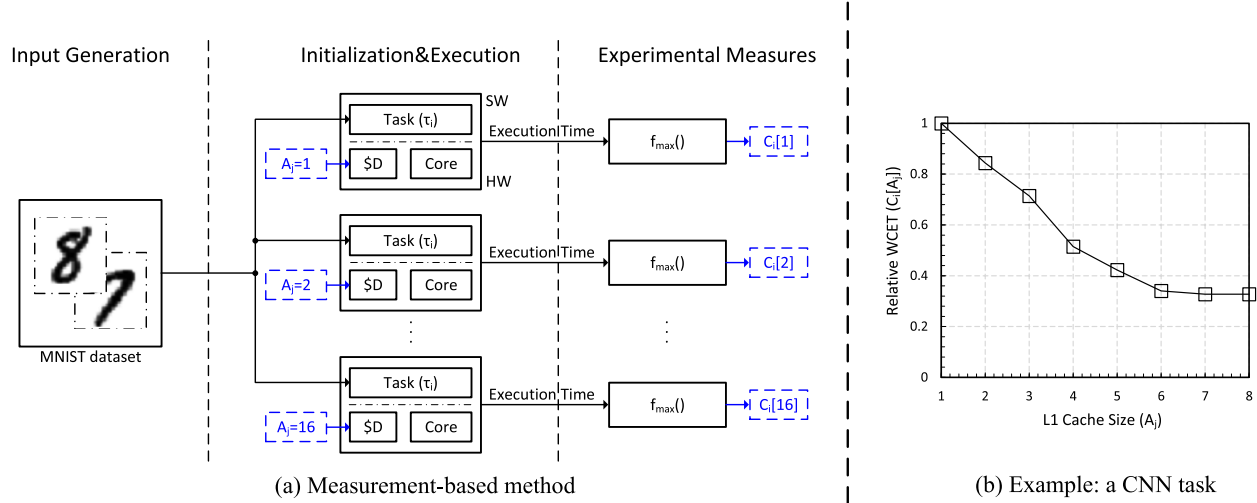 Input Generation
Initialization&Execution
Experimental Measures
SW
Task (τi)
Aj=1
$D
Core
HW
Execution Time
fmax()
Ci[1]
Task (τi)
Aj=2
$D
Core
Execution Time
fmax()
Ci[2]
Task (τi)
Aj=16
$D
Core
Execution Time
fmax()
Ci[16]
8
7
MNIST dataset
(a) Measurement-based method
Relative WCET (Ci[Aj])
1
0.8
0.6
0.4
0.2
0
1 2 3 4 5 6 7 8
L1 Cache Size (Aj)
(b) Example: a CNN task